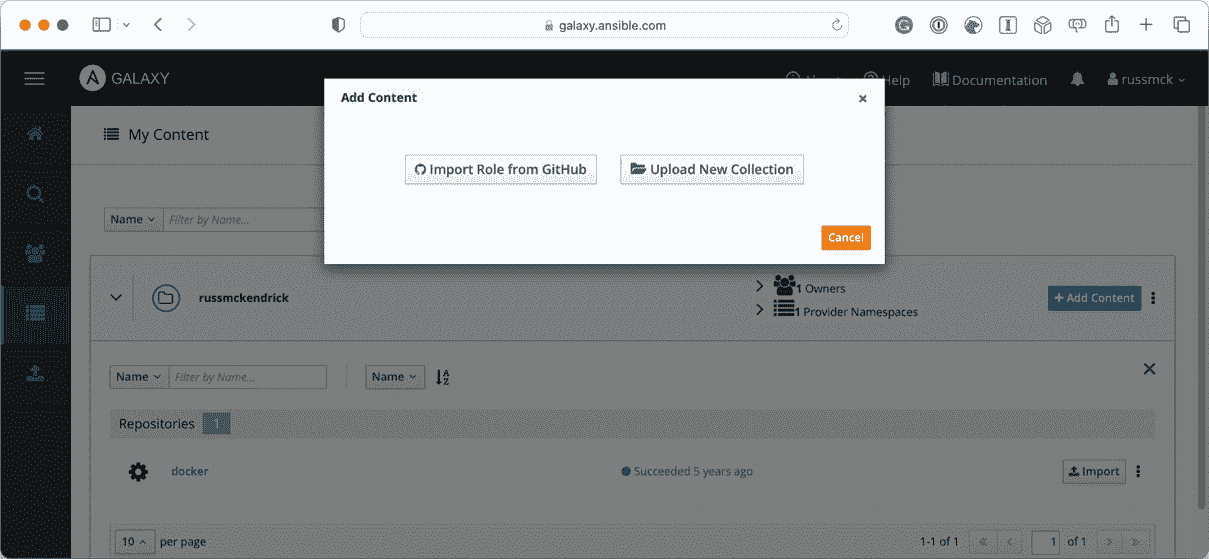 galaxy.ansible.com
GALAXY
About
Help
Documentation
russmck
Add Content
×
My Content
Import Role from GitHub
Upload New Collection
Name
Filter by Name...
Cancel
russmckendrick
1 Owners
1 Provider Namespaces
+ Add Content
Name
Filter by Name...
Name
Repositories 1
docker
Succeeded 5 years ago
Import
10 per page
1-1 of 1
1 of 1